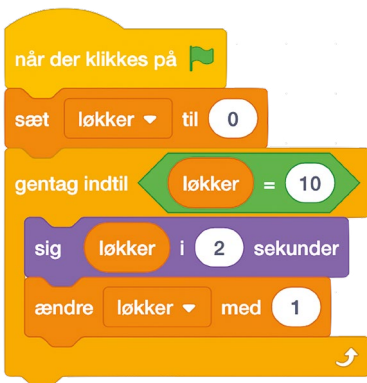 når der klikkes på
sæt løkker til 0
gentag indtil løkker = 10
sig løkker i 2 sekunder
ændre løkker med 1